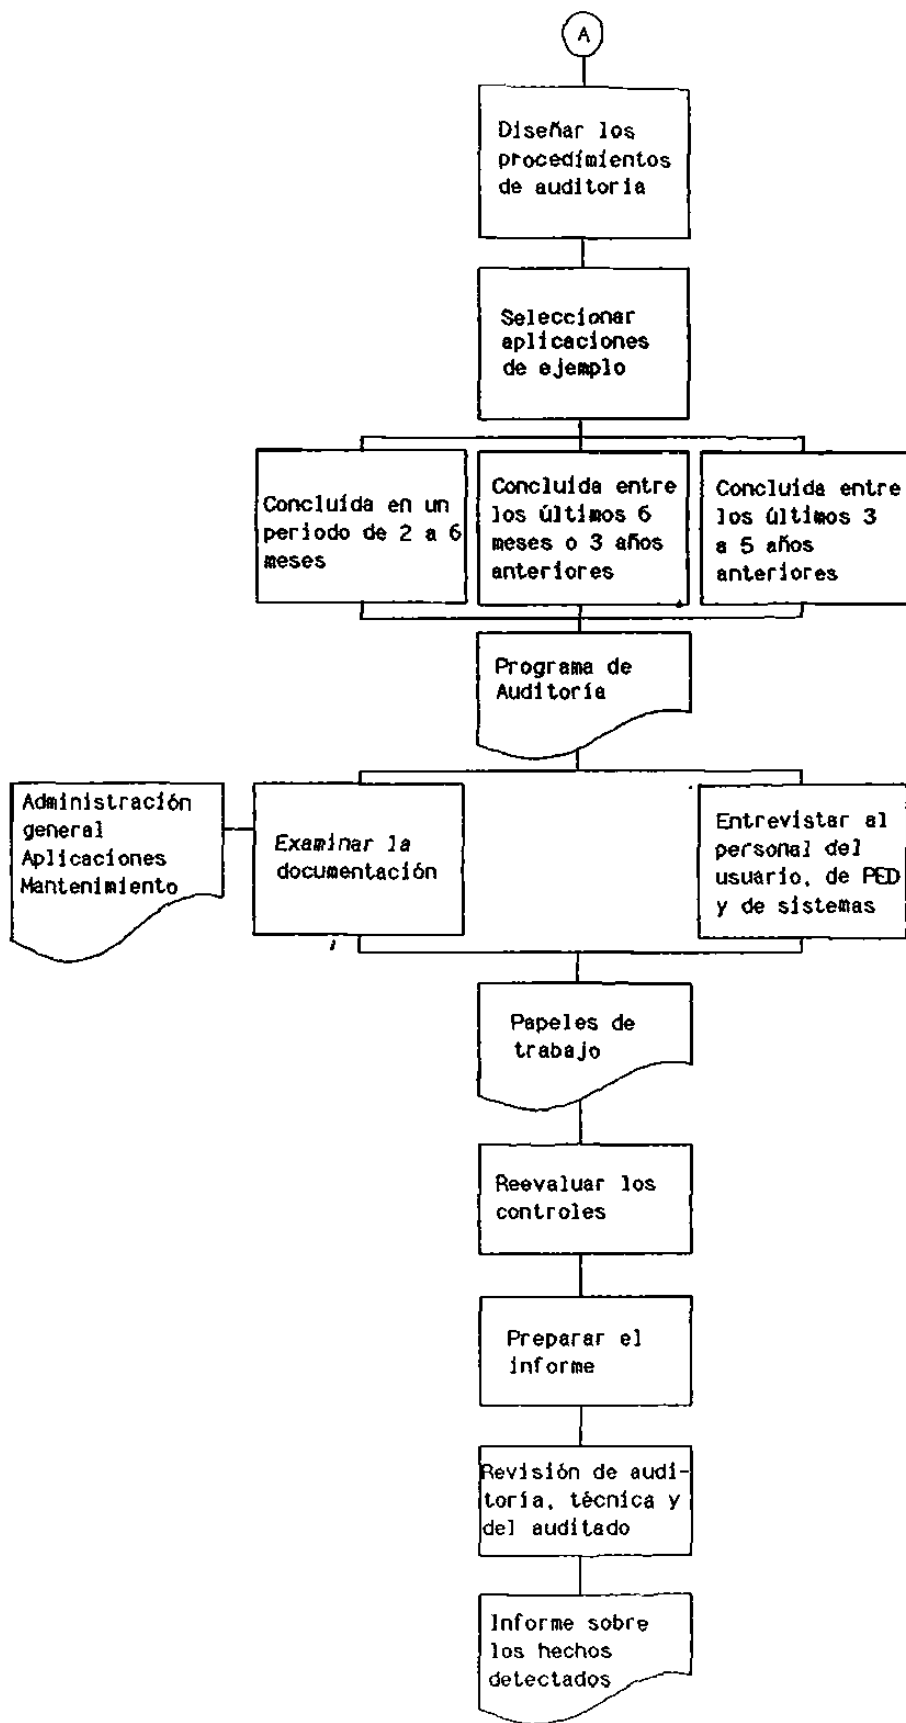 A
Diseñar los
procedimientos
de auditoria
Seleccionar
aplicaciones
de ejemplo
Concluida en un
periodo de 2 a 6
meses
Concluida entre
los últimos 6
meses o 3 años
anteriores
Concluida entre
los últimos 3
a 5 años
anteriores
Programa de
Auditoría
Administración
general
Aplicaciones
Mantenimiento
Examinar la
documentación
Entrevistar al
personal del
usuario, de PED
y de sistemas
Papeles de
trabajo
Reevaluar los
controles
Preparar el
informe
Revisión de audi-
toría, técnica y
del auditado
Informe sobre
los hechos
detectados